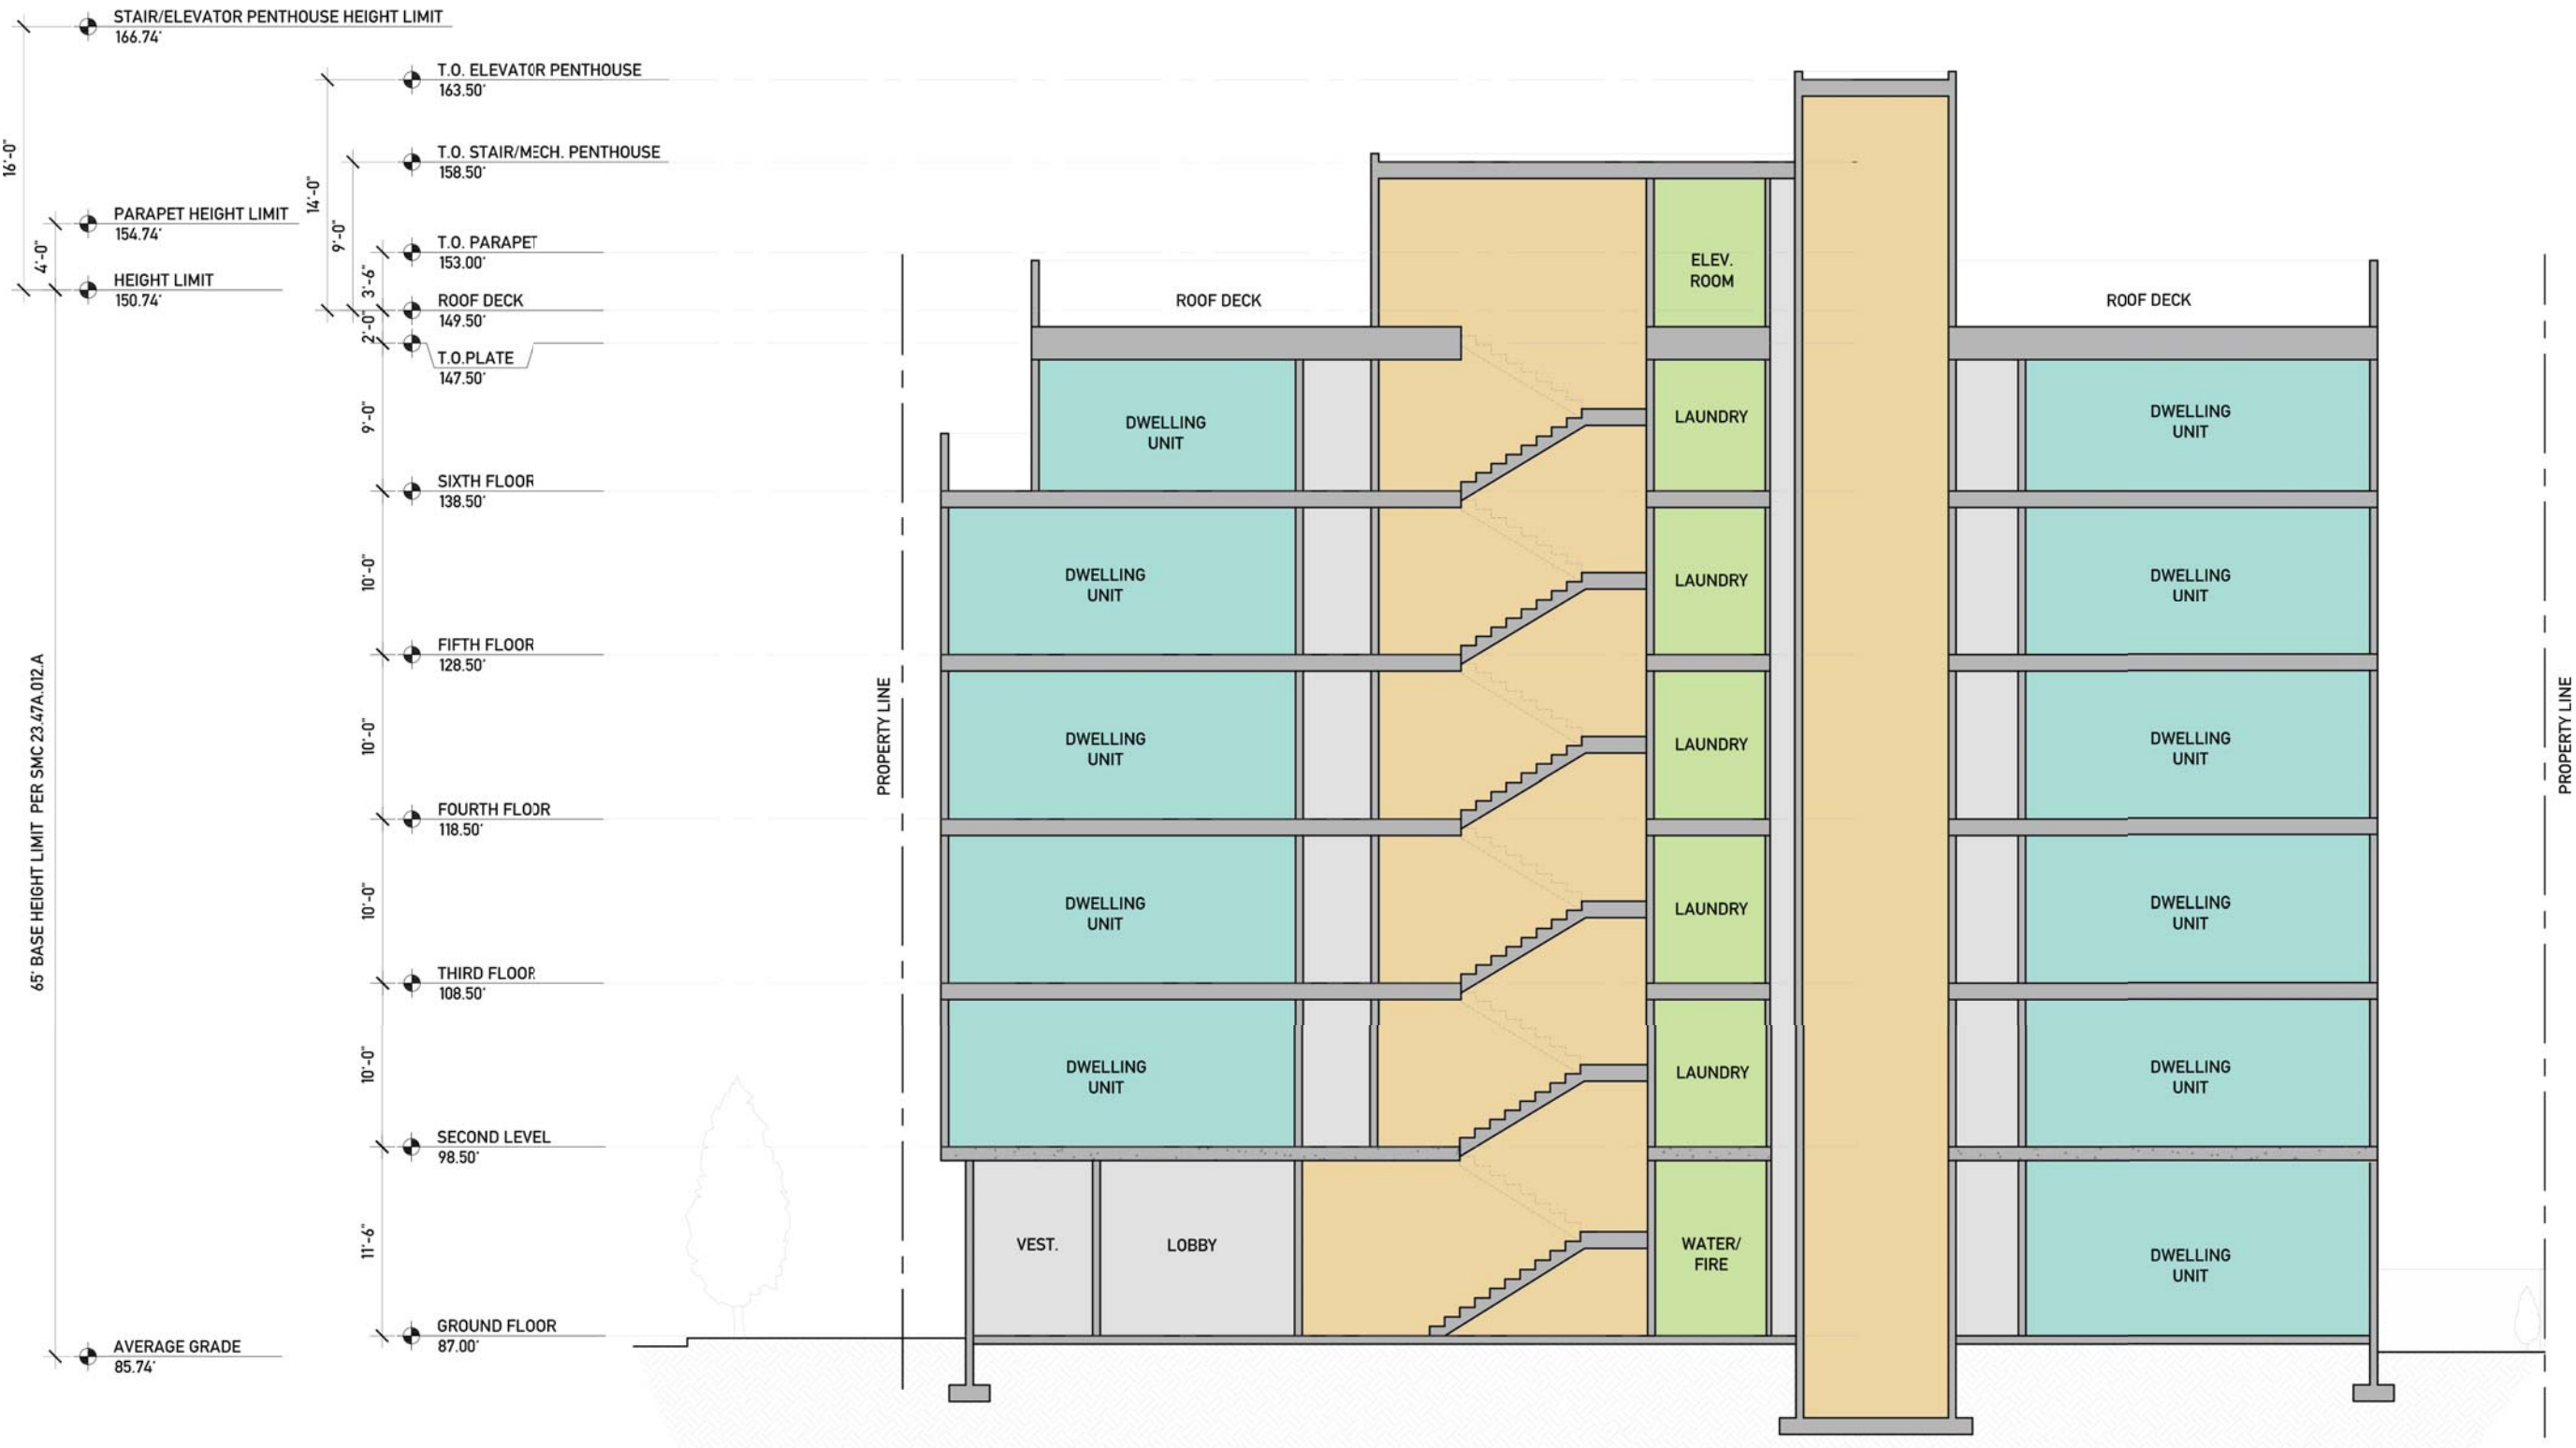 STAIR/ELEVATOR PENTHOUSE HEIGHT LIMIT
166.74'
16'-0"
PARAPET HEIGHT LIMIT
154.74'
4'-0"
HEIGHT LIMIT
150.74'
65' BASE HEIGHT LIMIT PER SMC 23.47A.012.A
AVERAGE GRADE
85.74'
T.O. ELEVATOR PENTHOUSE
163.50'
14'-0"
T.O. STAIR/MECH. PENTHOUSE
158.50'
9'-0"
T.O. PARAPET
153.00'
3'-6"
ROOF DECK
149.50'
2'-0"
T.O.PLATE
147.50'
9'-0"
SIXTH FLOOR
138.50'
10'-0"
FIFTH FLOOR
128.50'
10'-0"
FOURTH FLOOR
118.50'
10'-0"
THIRD FLOOR
108.50'
10'-0"
SECOND LEVEL
98.50'
11'-6"
GROUND FLOOR
87.00'
PROPERTY LINE
ROOF DECK
ELEV.
ROOM
ROOF DECK
DWELLING
UNIT
LAUNDRY
DWELLING
UNIT
DWELLING
UNIT
LAUNDRY
DWELLING
UNIT
DWELLING
UNIT
LAUNDRY
DWELLING
UNIT
DWELLING
UNIT
LAUNDRY
DWELLING
UNIT
DWELLING
UNIT
LAUNDRY
DWELLING
UNIT
VEST.
LOBBY
WATER/
FIRE
DWELLING
UNIT
PROPERTY LINE